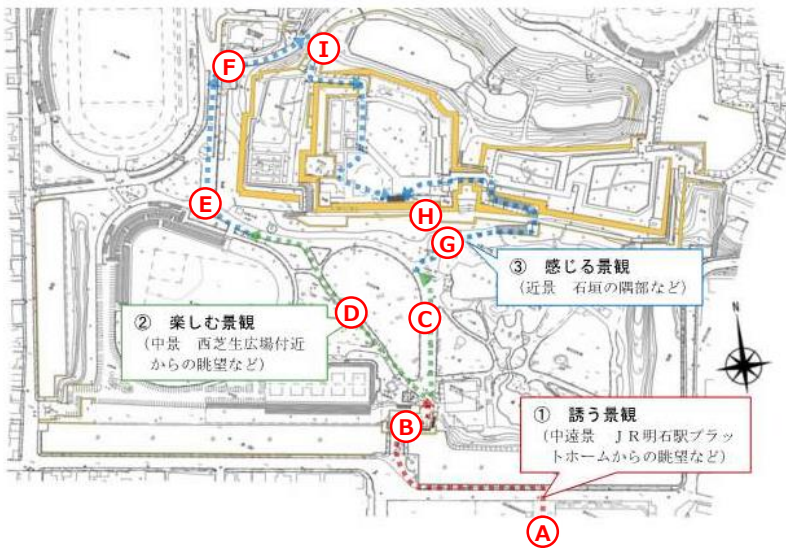 I
F
E
H
G
③ 感じる景観
（近景 石垣の隅部など）
N
② 楽しむ景観
（中景 西芝生広場付近
からの眺望など）
D
C
① 誘う景観
（中遠景 ＪＲ明石駅プラッ
トホームからの眺望など）
B
A